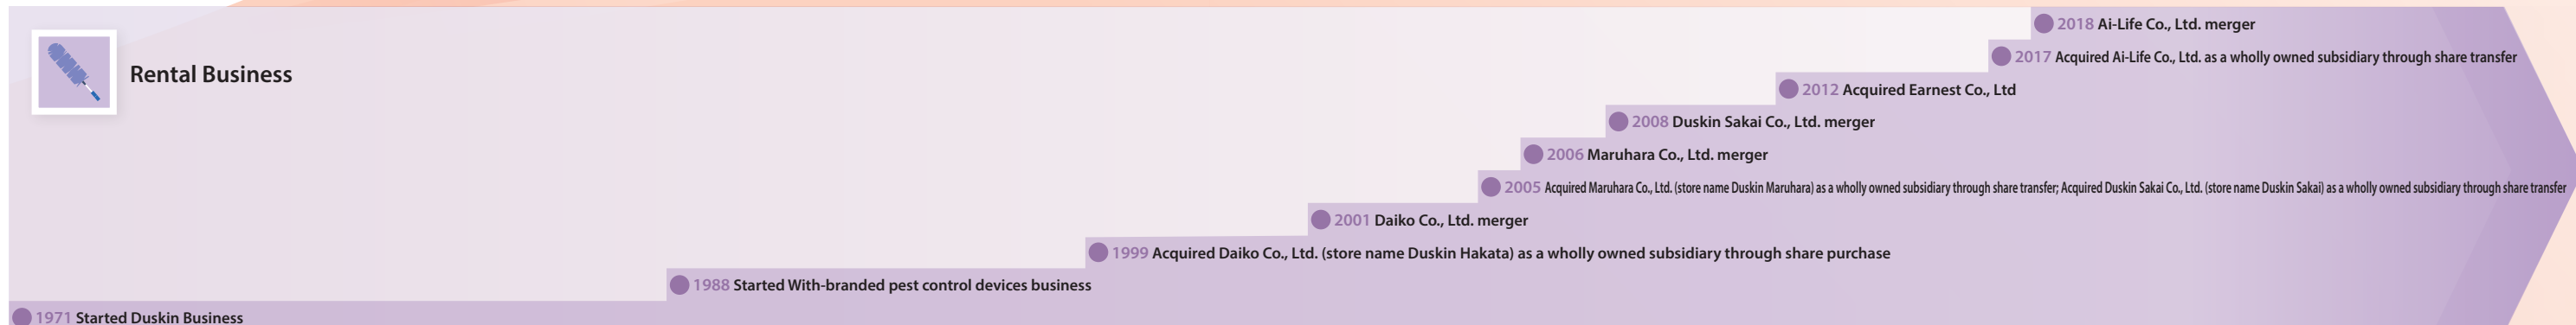 Rental Business
2018 Ai-Life Co., Ltd. merger
2017 Acquired Ai-Life Co., Ltd. as a wholly owned subsidiary through share transfer
2012 Acquired Earnest Co., Ltd
2008 Duskin Sakai Co., Ltd. merger
2006 Maruhara Co., Ltd. merger
2005 Acquired Maruhara Co., Ltd. (store name Duskin Maruhara) as a wholly owned subsidiary through share transfer; Acquired Duskin Sakai Co., Ltd. (store name Duskin Sakai) as a wholly owned subsidiary through share transfer
2001 Daiko Co., Ltd. merger
1999 Acquired Daiko Co., Ltd. (store name Duskin Hakata) as a wholly owned subsidiary through share purchase
1988 Started With-branded pest control devices business
1971 Started Duskin Business